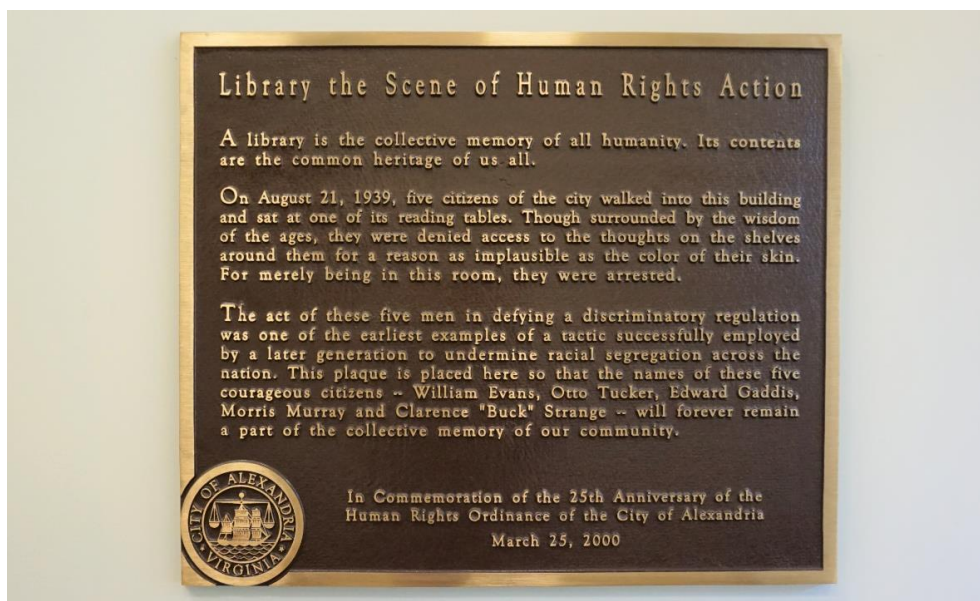 Library the Scene of Human Rights Action
A library is the collective memory of all humanity. Its contents
are the common heritage of us all.
On August 21, 1939, five citizens of the city walked into this building
and sat at one of its reading tables. Though surrounded by the wisdom
of the ages, they were denied access to the thoughts on the shelves
around them for a reason as implausible as the color of their skin.
For merely being in this room, they were arrested.
The act of these five men in defying a discriminatory regulation
was one of the earliest examples of a tactic successfully employed
by a later generation to undermine racial segregation across the
nation. This plaque is placed here so that the names of these five
courageous citizens -- William Evans, Otto Tucker, Edward Gaddis,
Morris Murray and Clarence "Buck" Strange -- will forever remain
a part of the collective memory of our community.
In Commemoration of the 25th Anniversary of the
Human Rights Ordinance of the City of Alexandria
March 25, 2000
CITY OF ALEXANDRIA
VIRGINIA